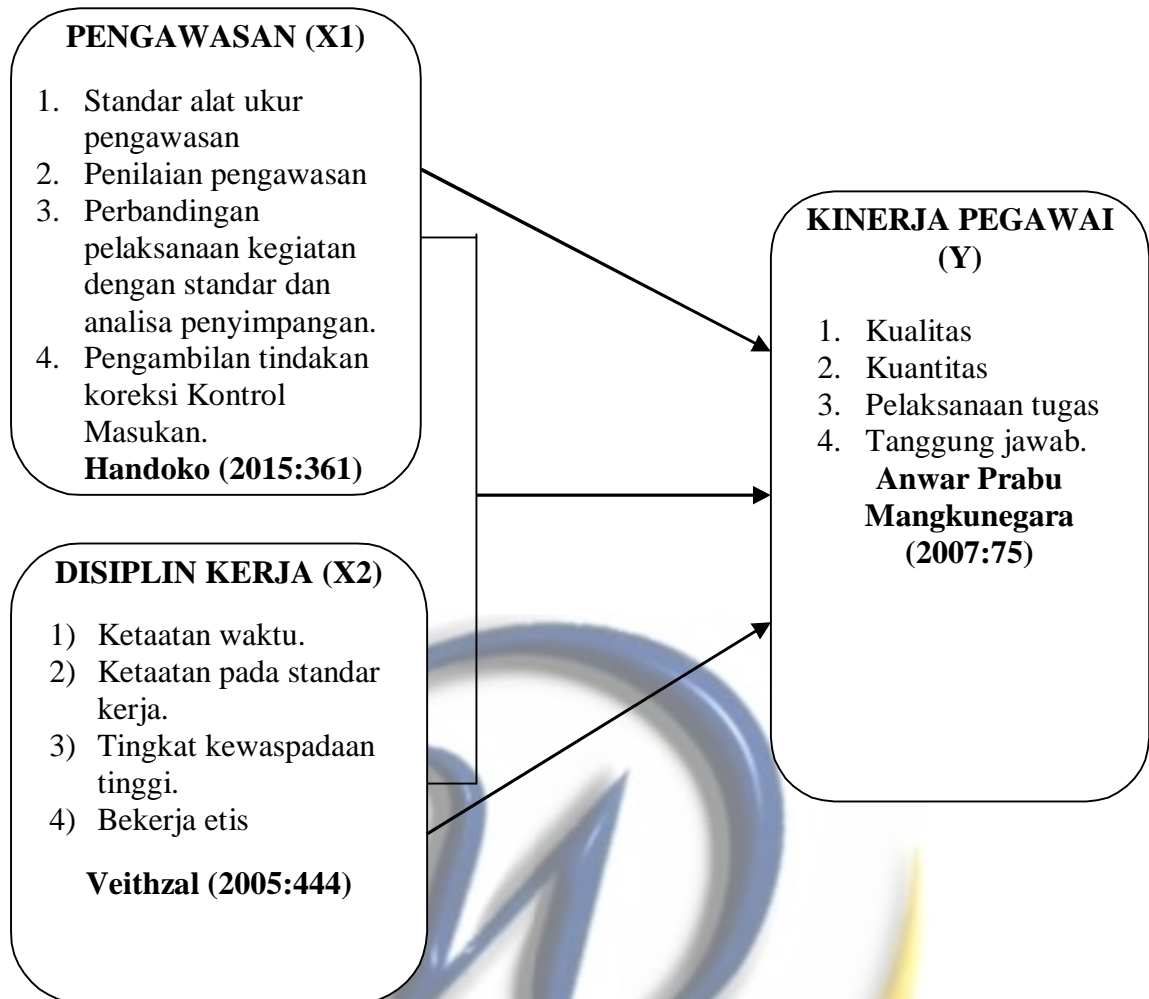 PENGAWASAN (X1)
1. Standar alat ukur
pengawasan
2. Penilaian pengawasan
3. Perbandingan
pelaksanaan kegiatan
dengan standar dan
analisa penyimpangan.
4. Pengambilan tindakan
koreksi Kontrol
Masukan.
Handoko (2015:361)
DISIPLIN KERJA (X2)
1) Ketaatan waktu.
2) Ketaatan pada standar
kerja.
3) Tingkat kewaspadaan
tinggi.
4) Bekerja etis
Veithzal (2005:444)
KINERJA PEGAWAI
(Y)
1. Kualitas
2. Kuantitas
3. Pelaksanaan tugas
4. Tanggung jawab.
Anwar Prabu
Mangkunegara
(2007:75)